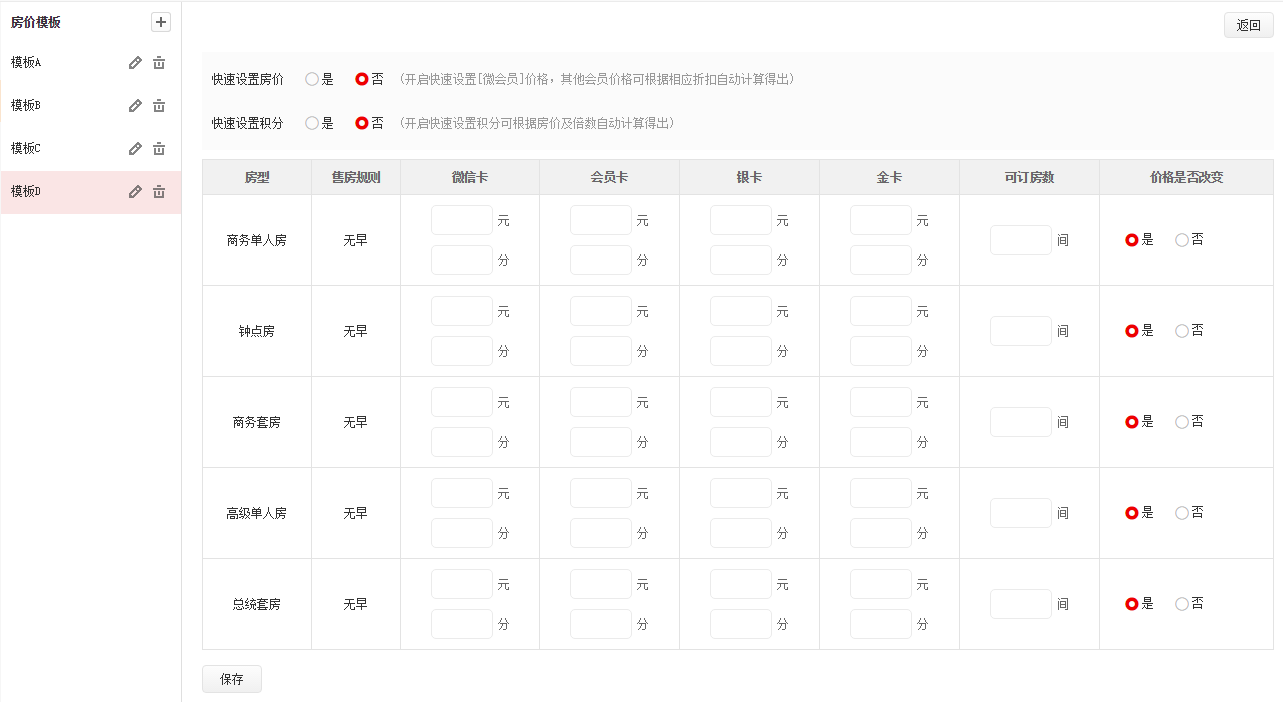 房价模板
返回
模板A
模板B
模板C
模板D
快速设置房价 是 否 (开启快速设置[微会员]价格，其他会员价格可根据相应折扣自动计算得出)
快速设置积分 是 否 (开启快速设置积分可根据房价及倍数自动计算得出)
房型 售房规则 微信卡 会员卡 银卡 金卡 可订房数 价格是否改变
元 元 元 元
商务单人房 无早 间 是 否
分 分 分 分
元 元 元 元
钟点房 无早 间 是 否
分 分 分 分
元 元 元 元
商务套房 无早 间 是 否
分 分 分 分
元 元 元 元
高级单人房 无早 间 是 否
分 分 分 分
元 元 元 元
总统套房 无早 间 是 否
分 分 分 分
保存